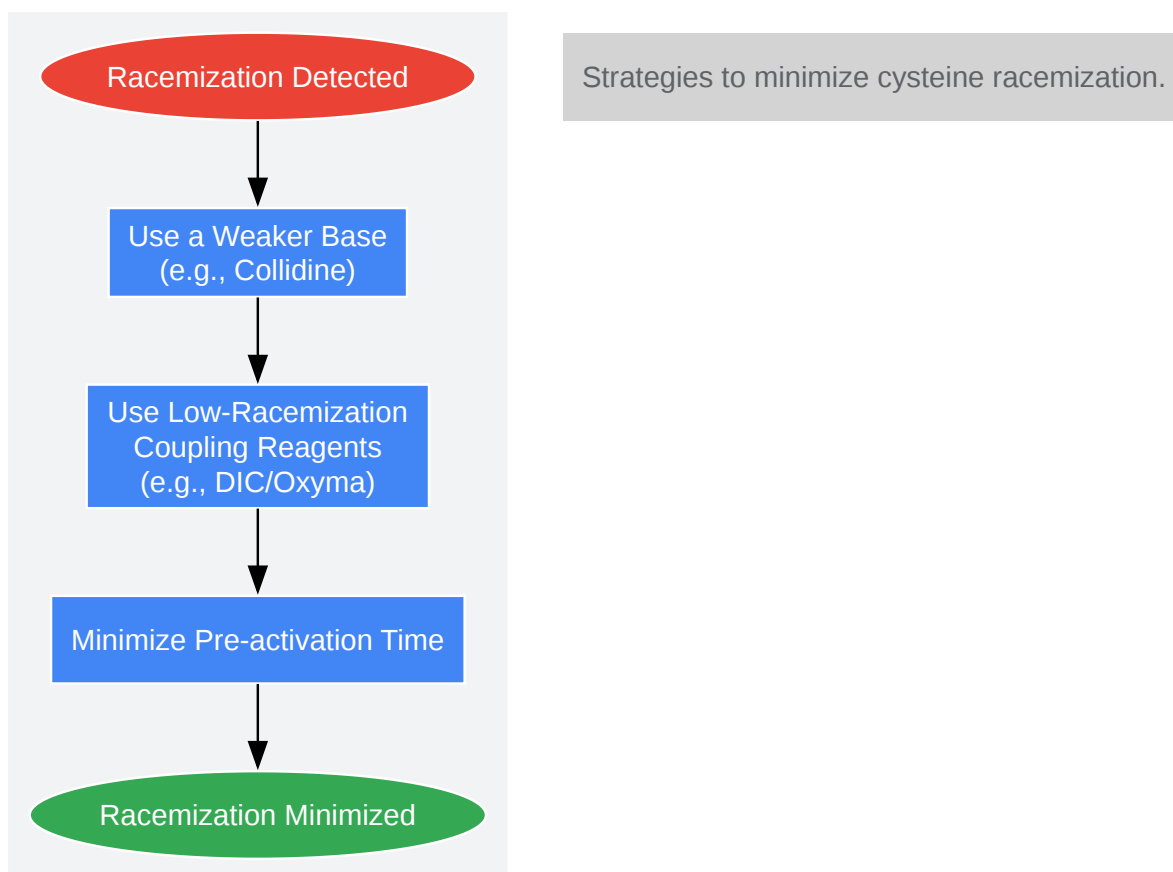 Racemization Detected
Strategies to minimize cysteine racemization.
Use a Weaker Base
(e.g., Collidine)
Use Low-Racemization
Coupling Reagents
(e.g., DIC/Oxyma)
Minimize Pre-activation Time
Racemization Minimized